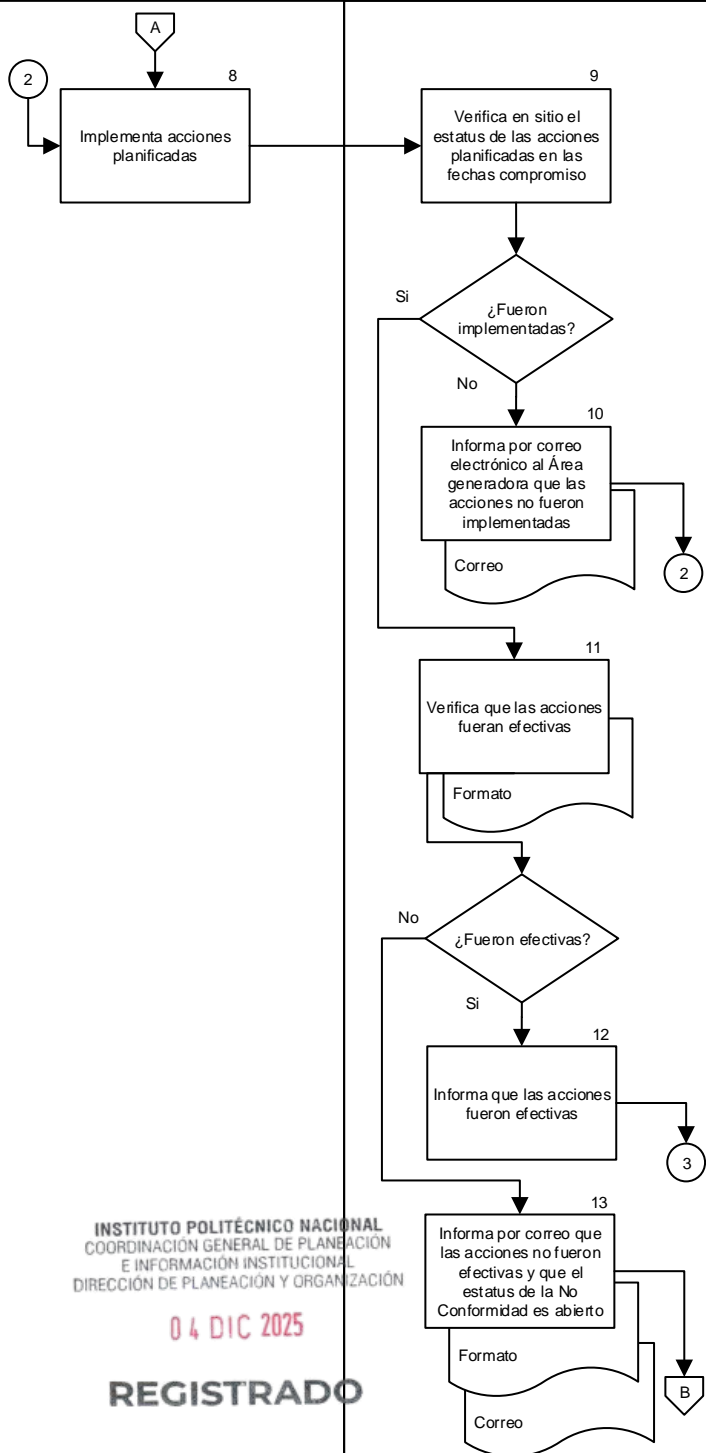 A
2
8
Implementa acciones
planificadas
9
Verifica en sitio el
estatus de las acciones
planificadas en las
fechas compromiso
Si
¿Fueron
implementadas?
No
10
Informa por correo
electrónico al Área
generadora que las
acciones no fueron
implementadas
Correo
2
11
Verifica que las acciones
fueran efectivas
Formato
No
¿Fueron efectivas?
Si
12
Informa que las acciones
fueron efectivas
3
13
Informa por correo que
las acciones no fueron
efectivas y que el
estatus de la No
Conformidad es abierto
Formato
Correo
B
INSTITUTO POLITÉCNICO NACIONAL
COORDINACIÓN GENERAL DE PLANEACIÓN
E INFORMACIÓN INSTITUCIONAL
DIRECCIÓN DE PLANEACIÓN Y ORGANIZACIÓN
04 DIC 2025
REGISTRADO